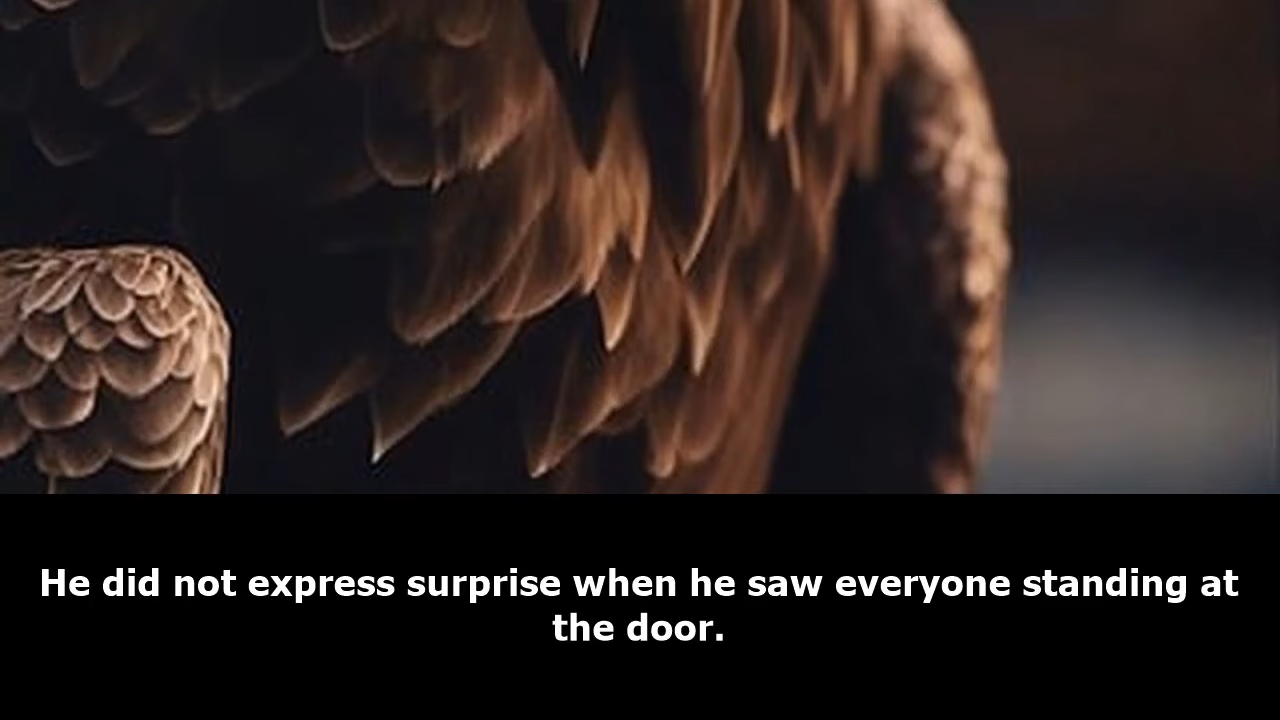 He did not express surprise when he saw everyone standing at
the door.